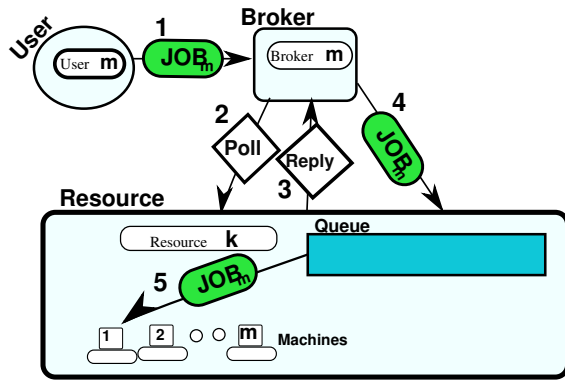 User
User m
1
JOBm
Broker
Broker m
2
Poll
Reply
3
4
JOBm
Resource
Resource k
Queue
5
JOBm
1 2 m Machines